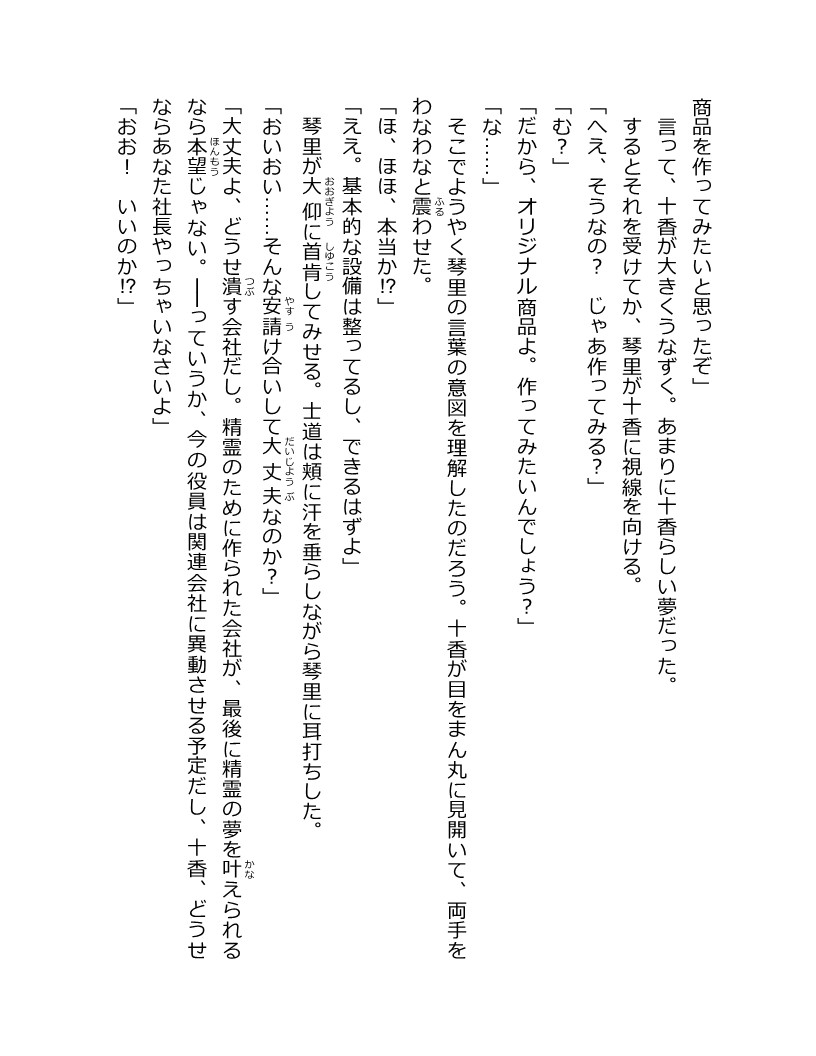 商品を作ってみたいと思ったぞ」
　言って、十香が大きくうなずく。あまりに十香らしい夢だった。
　するとそれを受けてか、琴里が十香に視線を向ける。
「へえ、そうなの？　じゃあ作ってみる？」
「む？」
「だから、オリジナル商品よ。作ってみたいんでしょう？」
「な……」
　そこでようやく琴里の言葉の意図を理解したのだろう。十香が目をまん丸に見開いて、両手を
わなわなと震わせた。
「ほ、ほほ、本当か⁉」
「ええ。基本的な設備は整ってるし、できるはずよ」
　琴里が大仰に首肯してみせる。士道は頬に汗を垂らしながら琴里に耳打ちした。
「おいおい……そんな安請け合いして大丈夫なのか？」
「大丈夫よ、どうせ潰す会社だし。精霊のために作られた会社が、最後に精霊の夢を叶えられる
なら本望じゃない。――っていうか、今の役員は関連会社に異動させる予定だし、十香、どうせ
ならあなた社長やっちゃいなさいよ」
「おお！　いいのか⁉」